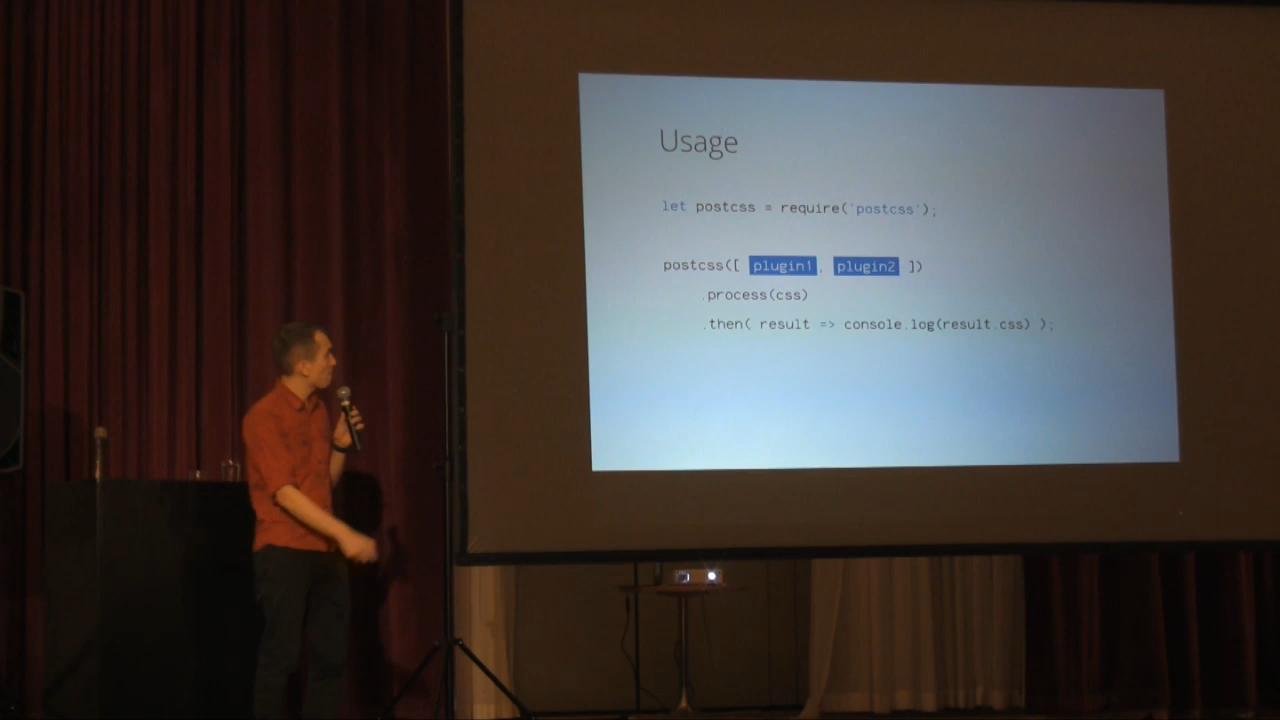 Usage
let postcss = require('postcss');
postcss([ plugin1, plugin2 ])
.process(css)
.then( result => console.log(result.css) );